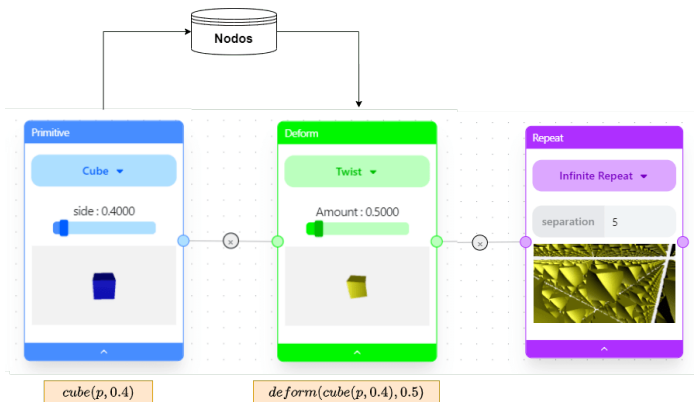 Nodos
Primitive
Cube
side : 0.4000
Deform
Twist
Amount : 0.5000
Repeat
Infinite Repeat
separation 5
cube(p, 0.4)
deform(cube(p, 0.4), 0.5)